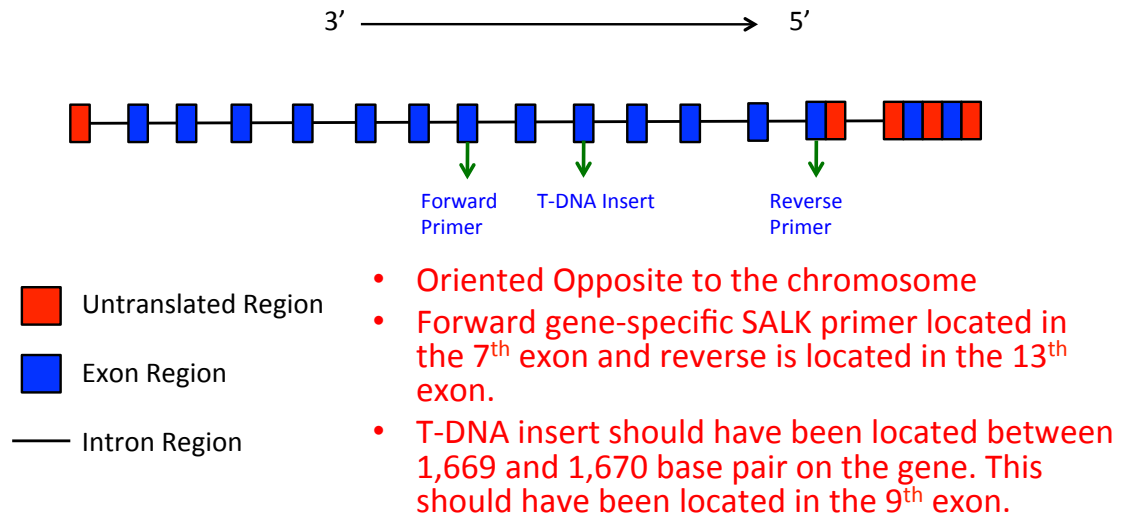 3’ 5’
Forward
Primer
T-DNA Insert
Reverse
Primer
Untranslated Region
Exon Region
Intron Region
• Oriented Opposite to the chromosome
• Forward gene-specific SALK primer located in
the 7th exon and reverse is located in the 13th
exon.
• T-DNA insert should have been located between
1,669 and 1,670 base pair on the gene. This
should have been located in the 9th exon.